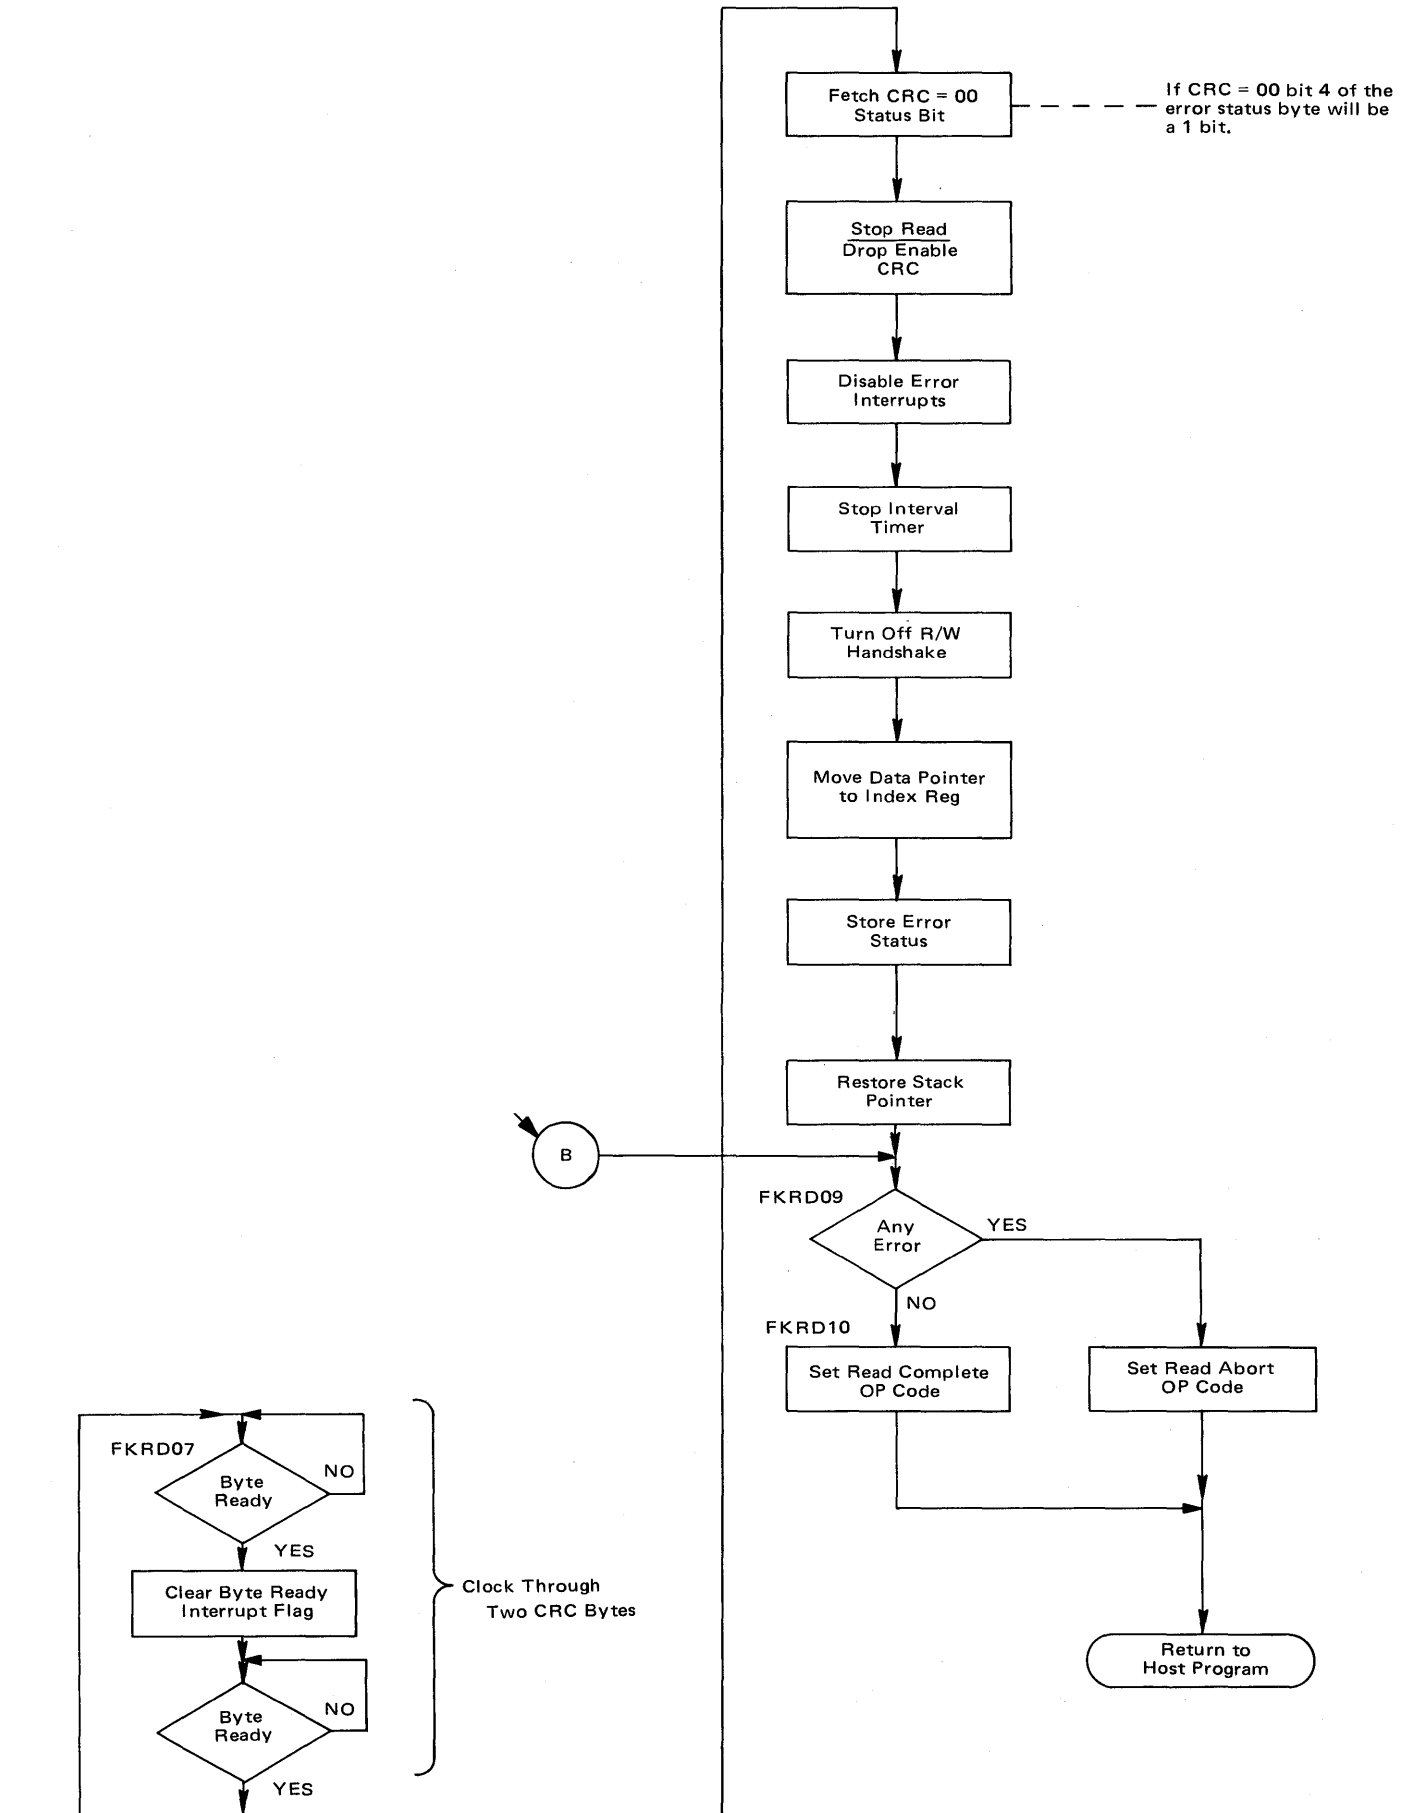 Fetch CRC = 00
Status Bit
If CRC = 00 bit 4 of the
error status byte will be
a 1 bit.
Stop Read
Drop Enable
CRC
Disable Error
Interrupts
Stop Interval
Timer
Turn Off R/W
Handshake
Move Data Pointer
to Index Reg
Store Error
Status
Restore Stack
Pointer
B
FKRD09
Any
Error
YES
NO
FKRD10
Set Read Complete
OP Code
Set Read Abort
OP Code
Return to
Host Program
FKRD07
Byte
Ready
NO
YES
Clear Byte Ready
Interrupt Flag
Clock Through
Two CRC Bytes
Byte
Ready
NO
YES